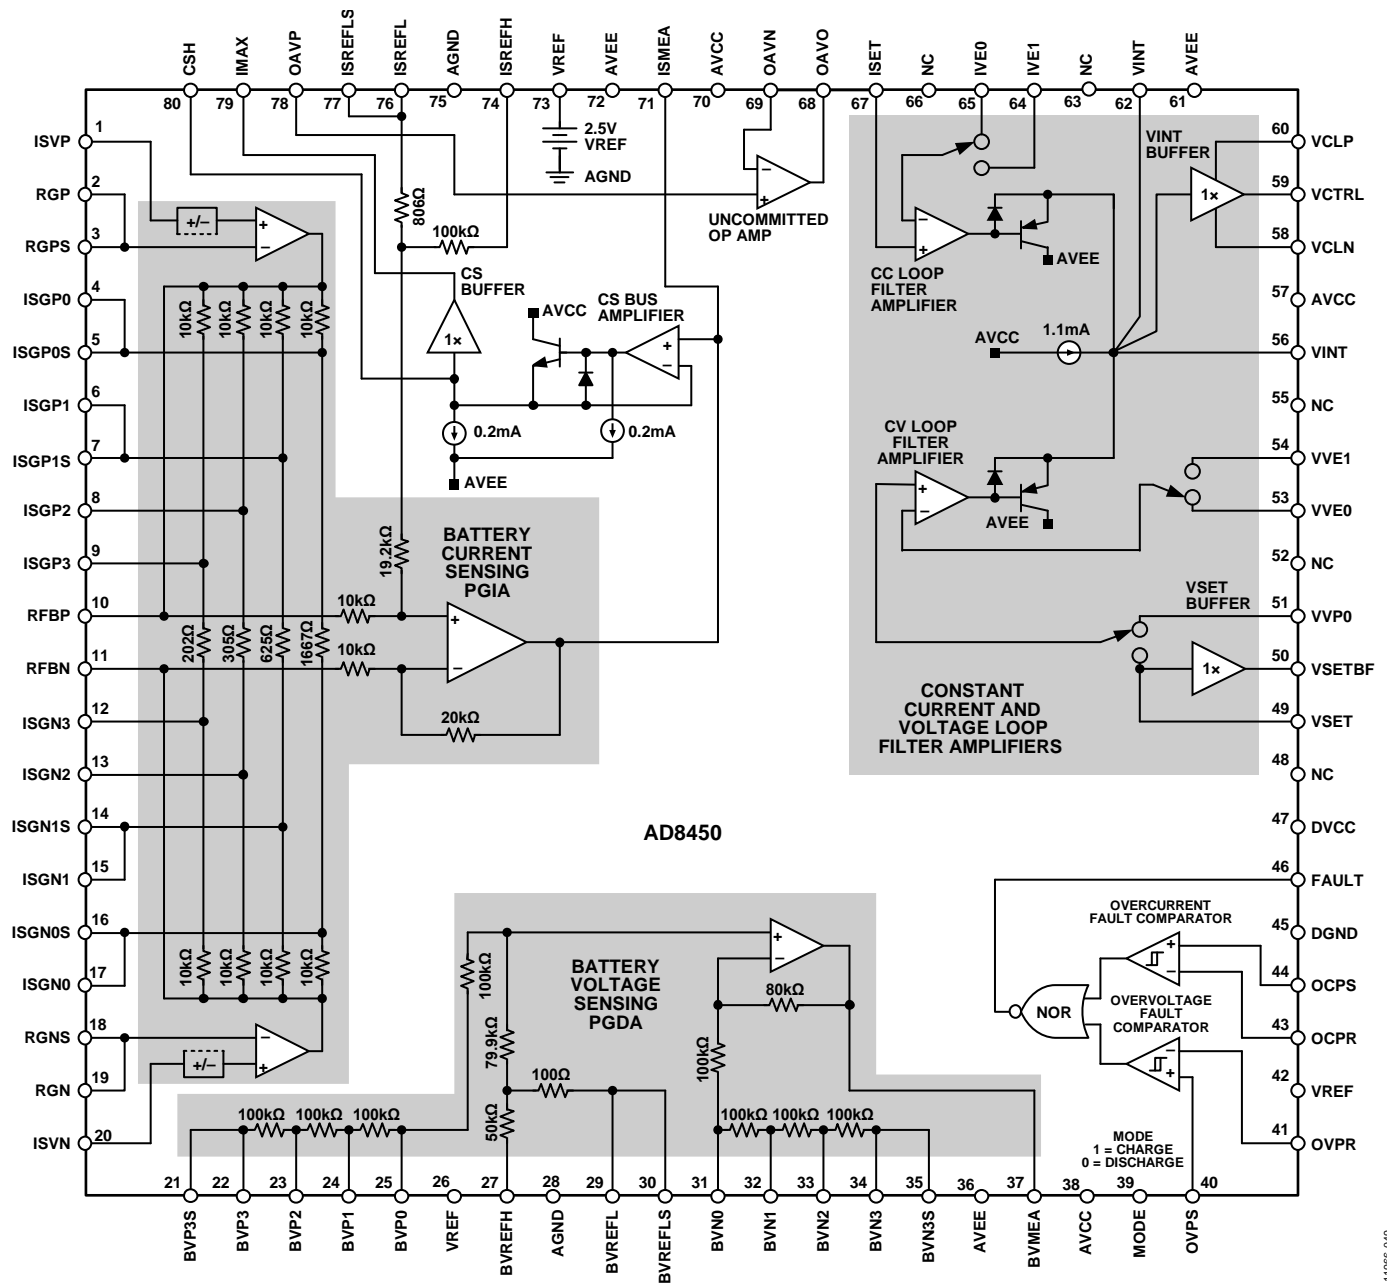 CSH
IMAX
OAVP
ISREFLS
ISREFL
AGND
ISREFH
VREF
AVEE
ISMEA
AVCC
OAVN
OAVO
ISET
NC
IVE0
IVE1
NC
VINT
AVEE
80
79
78
77
76
75
74
73
72
71
70
69
68
67
66
65
64
63
62
61
1
ISVP
2
RGP
3
RGPS
4
ISGP0
5
ISGP0S
6
ISGP1
7
ISGP1S
8
ISGP2
9
ISGP3
10
RFBP
11
RFBN
12
ISGN3
13
ISGN2
14
ISGN1S
15
ISGN1
16
ISGN0S
17
ISGN0
18
RGNS
19
RGN
20
ISVN
+/–
+
–
10kΩ
10kΩ
10kΩ
10kΩ
202Ω
305Ω
625Ω
1667Ω
10kΩ
10kΩ
10kΩ
10kΩ
–
+
+/–
2.5V
VREF
AGND
806Ω
100kΩ
CS
BUFFER
1×
AVCC
CS BUS
AMPLIFIER
+
–
0.2mA
0.2mA
AVEE
–
+
UNCOMMITTED
OP AMP
BATTERY
CURRENT
SENSING
PGIA
19.2kΩ
10kΩ
10kΩ
+
–
20kΩ
VINT
BUFFER
1×
–
+
AVEE
CC LOOP
FILTER
AMPLIFIER
AVCC
1.1mA
CV LOOP
FILTER
AMPLIFIER
+
–
AVEE
VSET
BUFFER
1×
CONSTANT
CURRENT AND
VOLTAGE LOOP
FILTER AMPLIFIERS
60
VCLP
59
VCTRL
58
VCLN
57
AVCC
56
VINT
55
NC
54
VVE1
53
VVE0
52
NC
51
VVP0
50
VSETBF
49
VSET
48
NC
47
DVCC
46
FAULT
45
DGND
44
OCPS
43
OCPR
42
VREF
41
OVPR
AD8450
BATTERY
VOLTAGE
SENSING
PGDA
100kΩ
79.9kΩ
100Ω
50kΩ
100kΩ
100kΩ
100kΩ
+
–
80kΩ
100kΩ
100kΩ
100kΩ
100kΩ
OVERCURRENT
FAULT COMPARATOR
+
–
NOR
OVERVOLTAGE
FAULT
COMPARATOR
–
+
MODE
1 = CHARGE
0 = DISCHARGE
21
22
23
24
25
26
27
28
29
30
31
32
33
34
35
36
37
38
39
40
BVP3S
BVP3
BVP2
BVP1
BVP0
VREF
BVREFH
AGND
BVREFL
BVREFLS
BVN0
BVN1
BVN2
BVN3
BVN3S
AVEE
BVMEA
AVCC
MODE
OVPS